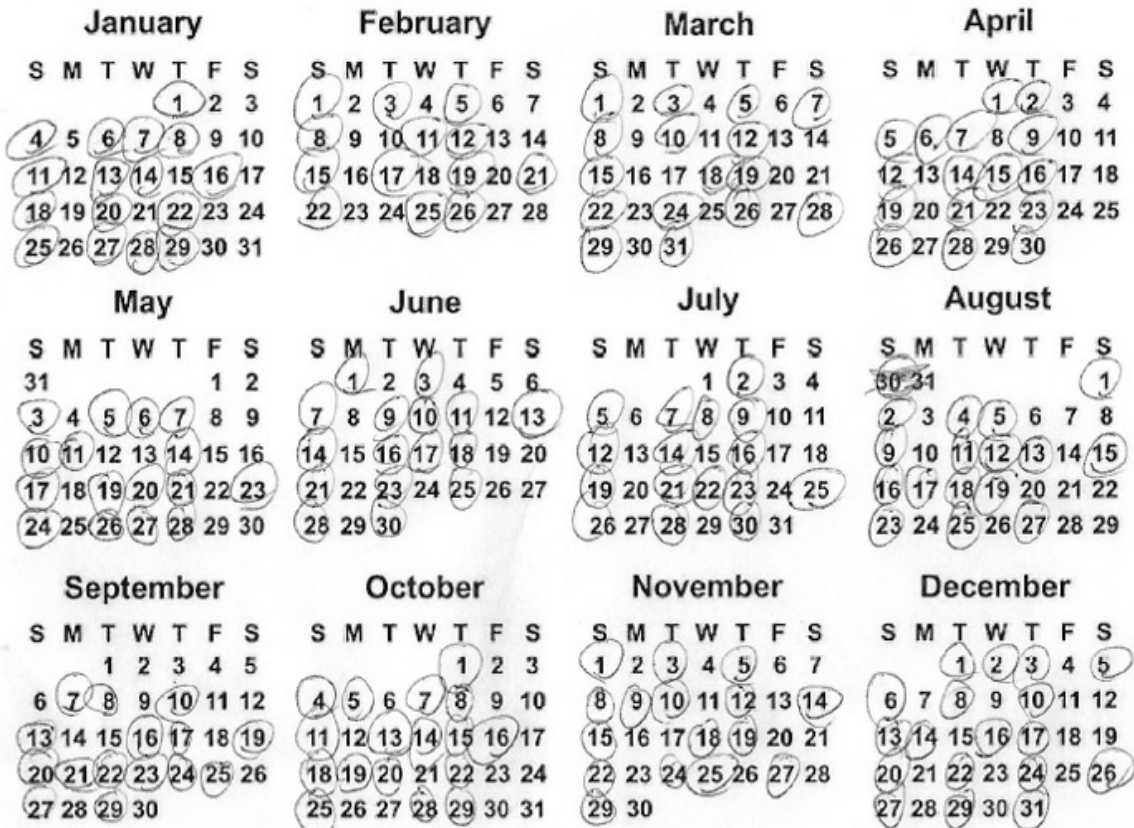 January February March April
S M T W T F S S M T W T F S S M T W T F S S M T W T F S
1 2 3 1 2 3 4 5 6 7 1 2 3 4 5 6 7 1 2 3 4
4 5 6 7 8 9 10 8 9 10 11 12 13 14 8 9 10 11 12 13 14 5 6 7 8 9 10 11
11 12 13 14 15 16 17 15 16 17 18 19 20 21 15 16 17 18 19 20 21 12 13 14 15 16 17 18
18 19 20 21 22 23 24 22 23 24 25 26 27 28 22 23 24 25 26 27 28 19 20 21 22 23 24 25
25 26 27 28 29 30 31 29 30 31 26 27 28 29 30
May June July August
S M T W T F S S M T W T F S S M T W T F S S M T W T F S
31 1 2 1 2 3 4 5 6 1 2 3 4 30 31 1
3 4 5 6 7 8 9 7 8 9 10 11 12 13 5 6 7 8 9 10 11 2 3 4 5 6 7 8
10 11 12 13 14 15 16 14 15 16 17 18 19 20 12 13 14 15 16 17 18 9 10 11 12 13 14 15
17 18 19 20 21 22 23 21 22 23 24 25 26 27 19 20 21 22 23 24 25 16 17 18 19 20 21 22
24 25 26 27 28 29 30 28 29 30 26 27 28 29 30 31 23 24 25 26 27 28 29
September October November December
S M T W T F S S M T W T F S S M T W T F S S M T W T F S
1 2 3 4 5 1 2 3 1 2 3 4 5 6 7 1 2 3 4 5
6 7 8 9 10 11 12 4 5 6 7 8 9 10 8 9 10 11 12 13 14 6 7 8 9 10 11 12
13 14 15 16 17 18 19 11 12 13 14 15 16 17 15 16 17 18 19 20 21 13 14 15 16 17 18 19
20 21 22 23 24 25 26 18 19 20 21 22 23 24 22 23 24 25 26 27 28 20 21 22 23 24 25 26
27 28 29 30 25 26 27 28 29 30 31 29 30 27 28 29 30 31